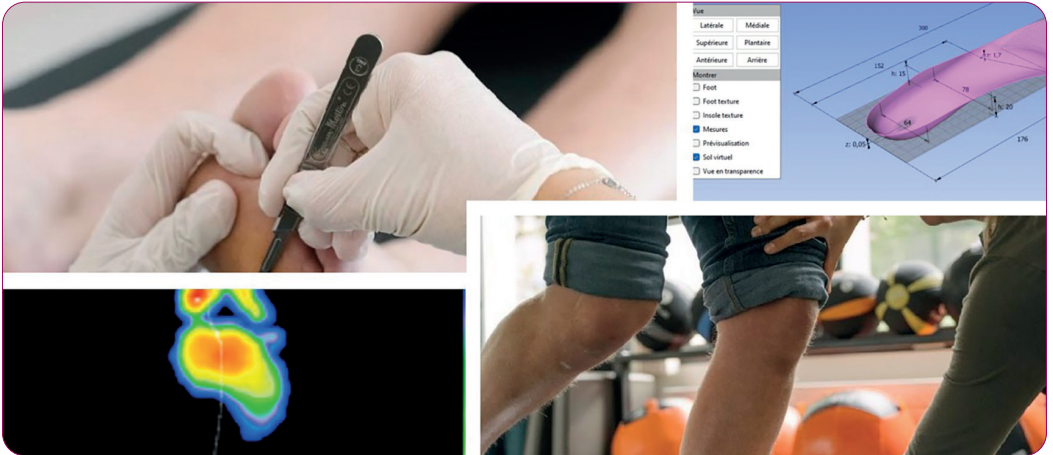 Vue
Latérale Médiale
Supérieure Plantaire
Antérieure Arrière
Montrer
Foot
Foot texture
Insole texture
Mesures
Prévisualisation
Sol virtuel
Vue en transparence
300
152
h: 15
z: 1,7
78
h: 20
64
z: 0,05
176